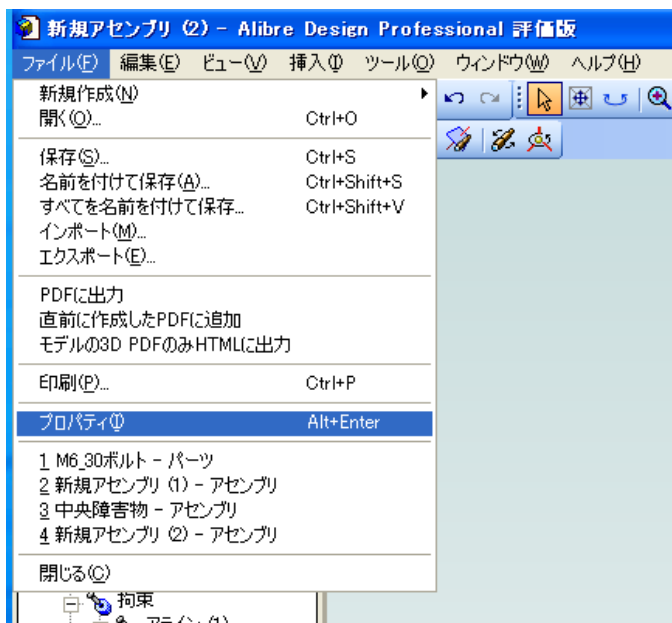 新規アセンブリ (2) - Alibre Design Professional 評価版
ファイル(F) 編集(E) ビュー(V) 挿入(I) ツール(O) ウィンドウ(W) ヘルプ(H)
新規作成(N)
開く(O)... Ctrl+O
保存(S)... Ctrl+S
名前を付けて保存(A)... Ctrl+Shift+S
すべてを名前を付けて保存... Ctrl+Shift+V
インポート(M)...
エクスポート(E)...
PDFに出力
直前に作成したPDFに追加
モデルの3D PDFのみHTMLに出力
印刷(P)... Ctrl+P
プロパティ(I) Alt+Enter
1 M6_30ボルト - パーツ
2 新規アセンブリ (1) - アセンブリ
3 中央障害物 - アセンブリ
4 新規アセンブリ (2) - アセンブリ
閉じる(C)
拘束